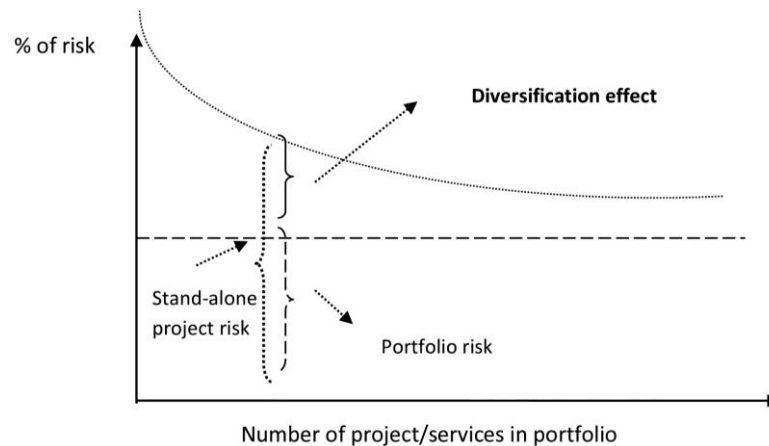 % of risk
Diversification effect
Stand-alone
project risk
Portfolio risk
Number of project/services in portfolio